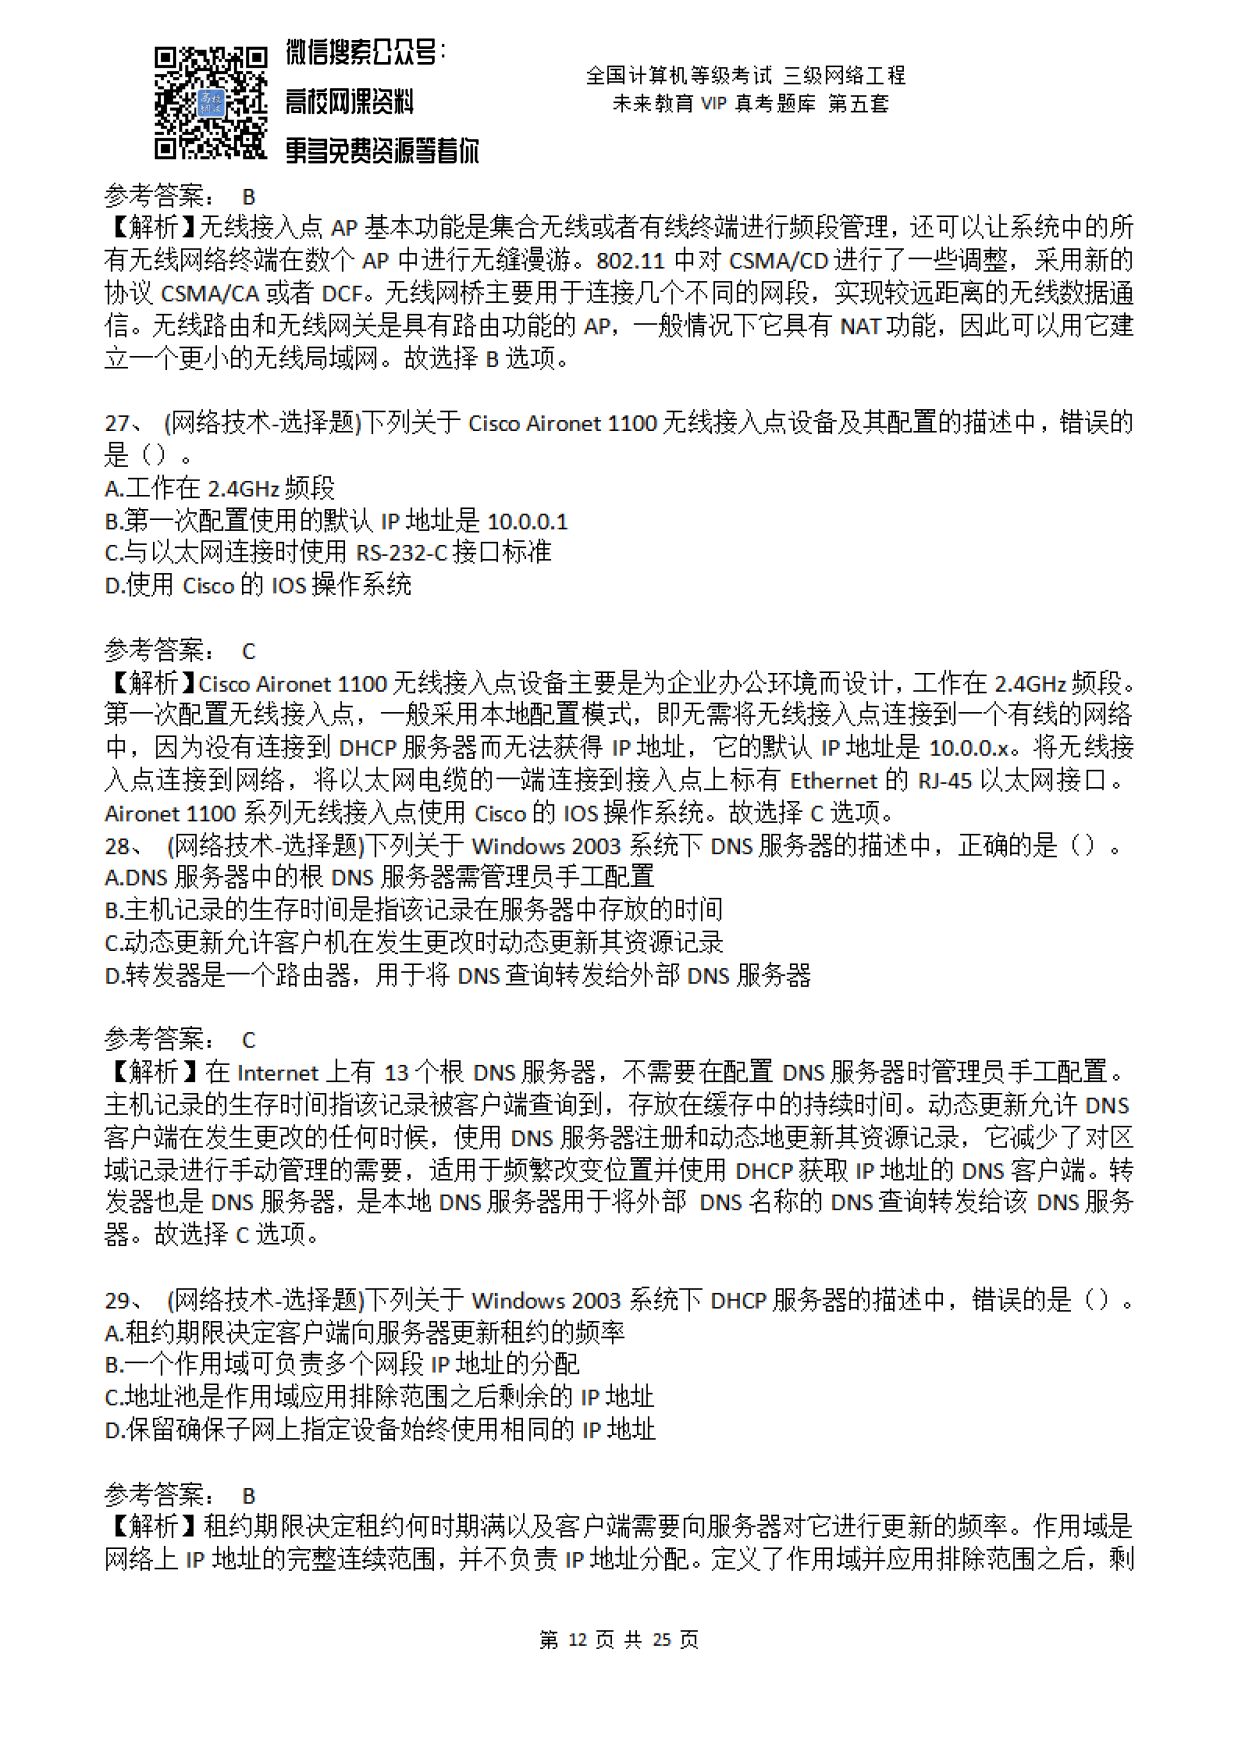 微信搜索公众号：
高校网课资料
更多免费资源等着你
全国计算机等级考试 三级网络工程
未来教育 VIP 真考题库 第五套
高校
网课
参考答案： B
【解析】无线接入点 AP 基本功能是集合无线或者有线终端进行频段管理，还可以让系统中的所
有无线网络终端在数个 AP 中进行无缝漫游。802.11 中对 CSMA/CD 进行了一些调整，采用新的
协议 CSMA/CA 或者 DCF。无线网桥主要用于连接几个不同的网段，实现较远距离的无线数据通
信。无线路由和无线网关是具有路由功能的 AP，一般情况下它具有 NAT 功能，因此可以用它建
立一个更小的无线局域网。故选择 B 选项。
27、 (网络技术-选择题)下列关于 Cisco Aironet 1100 无线接入点设备及其配置的描述中，错误的
是（）。
A.工作在 2.4GHz 频段
B.第一次配置使用的默认 IP 地址是 10.0.0.1
C.与以太网连接时使用 RS-232-C 接口标准
D.使用 Cisco 的 IOS 操作系统
参考答案： C
【解析】Cisco Aironet 1100 无线接入点设备主要是为企业办公环境而设计，工作在 2.4GHz 频段。
第一次配置无线接入点，一般采用本地配置模式，即无需将无线接入点连接到一个有线的网络
中，因为没有连接到 DHCP 服务器而无法获得 IP 地址，它的默认 IP 地址是 10.0.0.x。将无线接
入点连接到网络，将以太网电缆的一端连接到接入点上标有 Ethernet 的 RJ-45 以太网接口。
Aironet 1100 系列无线接入点使用 Cisco 的 IOS 操作系统。故选择 C 选项。
28、 (网络技术-选择题)下列关于 Windows 2003 系统下 DNS 服务器的描述中，正确的是（）。
A.DNS 服务器中的根 DNS 服务器需管理员手工配置
B.主机记录的生存时间是指该记录在服务器中存放的时间
C.动态更新允许客户机在发生更改时动态更新其资源记录
D.转发器是一个路由器，用于将 DNS 查询转发给外部 DNS 服务器
参考答案： C
【解析】在 Internet 上有 13 个根 DNS 服务器，不需要在配置 DNS 服务器时管理员手工配置。
主机记录的生存时间指该记录被客户端查询到，存放在缓存中的持续时间。动态更新允许 DNS
客户端在发生更改的任何时候，使用 DNS 服务器注册和动态地更新其资源记录，它减少了对区
域记录进行手动管理的需要，适用于频繁改变位置并使用 DHCP 获取 IP 地址的 DNS 客户端。转
发器也是 DNS 服务器，是本地 DNS 服务器用于将外部 DNS 名称的 DNS 查询转发给该 DNS 服务
器。故选择 C 选项。
29、 (网络技术-选择题)下列关于 Windows 2003 系统下 DHCP 服务器的描述中，错误的是（）。
A.租约期限决定客户端向服务器更新租约的频率
B.一个作用域可负责多个网段 IP 地址的分配
C.地址池是作用域应用排除范围之后剩余的 IP 地址
D.保留确保子网上指定设备始终使用相同的 IP 地址
参考答案： B
【解析】租约期限决定租约何时期满以及客户端需要向服务器对它进行更新的频率。作用域是
网络上 IP 地址的完整连续范围，并不负责 IP 地址分配。定义了作用域并应用排除范围之后，剩
第 12 页 共 25 页